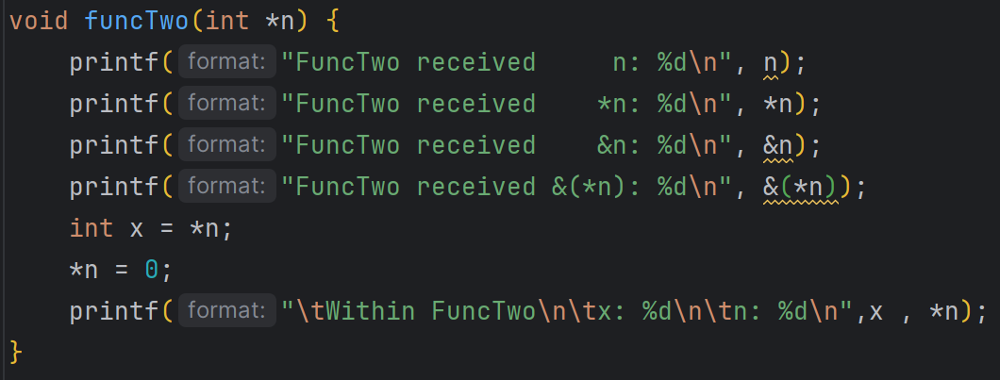 void funcTwo(int *n) {
    printf( format: "FuncTwo received     n: %d\n", n);
    printf( format: "FuncTwo received    *n: %d\n", *n);
    printf( format: "FuncTwo received    &n: %d\n", &n);
    printf( format: "FuncTwo received &(*n): %d\n", &(*n));
    int x = *n;
    *n = 0;
    printf( format: "\tWithin FuncTwo\n\tx: %d\n\tn: %d\n",x , *n);
}